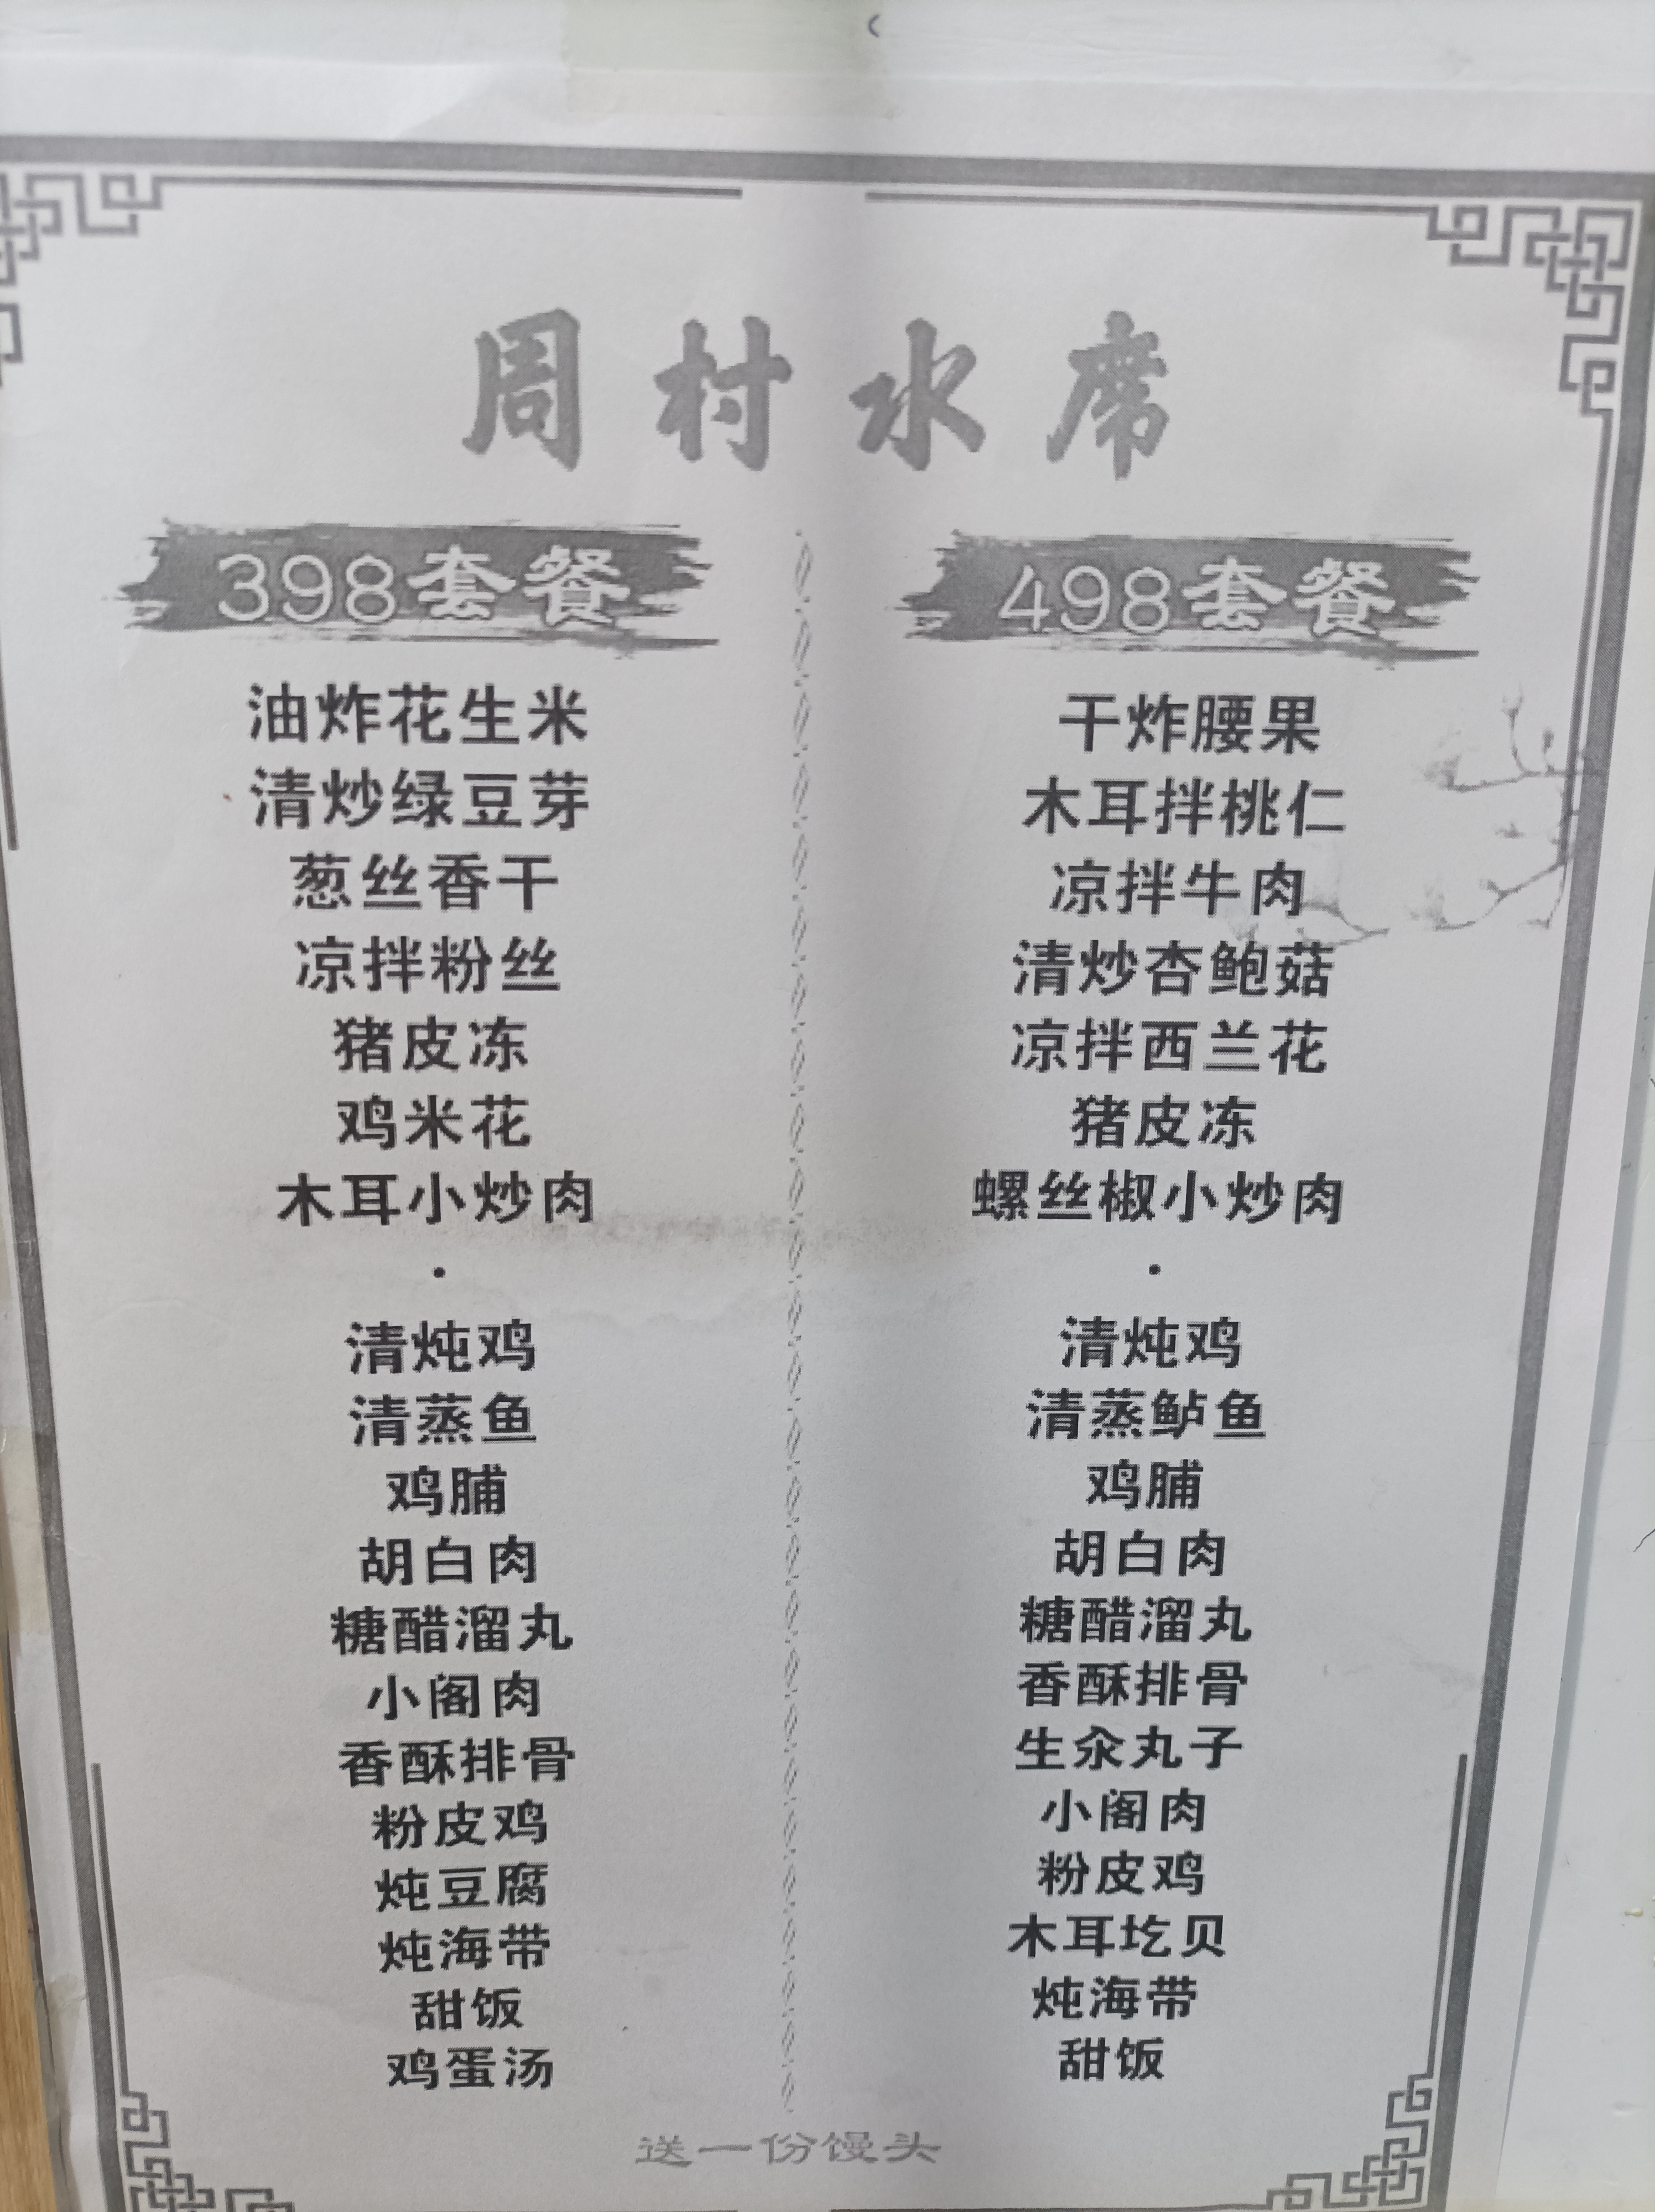 周村水席
398套餐
油炸花生米
清炒绿豆芽
葱丝香干
凉拌粉丝
猪皮冻
鸡米花
木耳小炒肉
·
清炖鸡
清蒸鱼
鸡脯
胡白肉
糖醋溜丸
小阁肉
香酥排骨
粉皮鸡
炖豆腐
炖海带
甜饭
鸡蛋汤
498套餐
干炸腰果
木耳拌桃仁
凉拌牛肉
清炒杏鲍菇
凉拌西兰花
猪皮冻
螺丝椒小炒肉
·
清炖鸡
清蒸鲈鱼
鸡脯
胡白肉
糖醋溜丸
香酥排骨
生汆丸子
小阁肉
粉皮鸡
木耳圪贝
炖海带
甜饭
送一份馒头